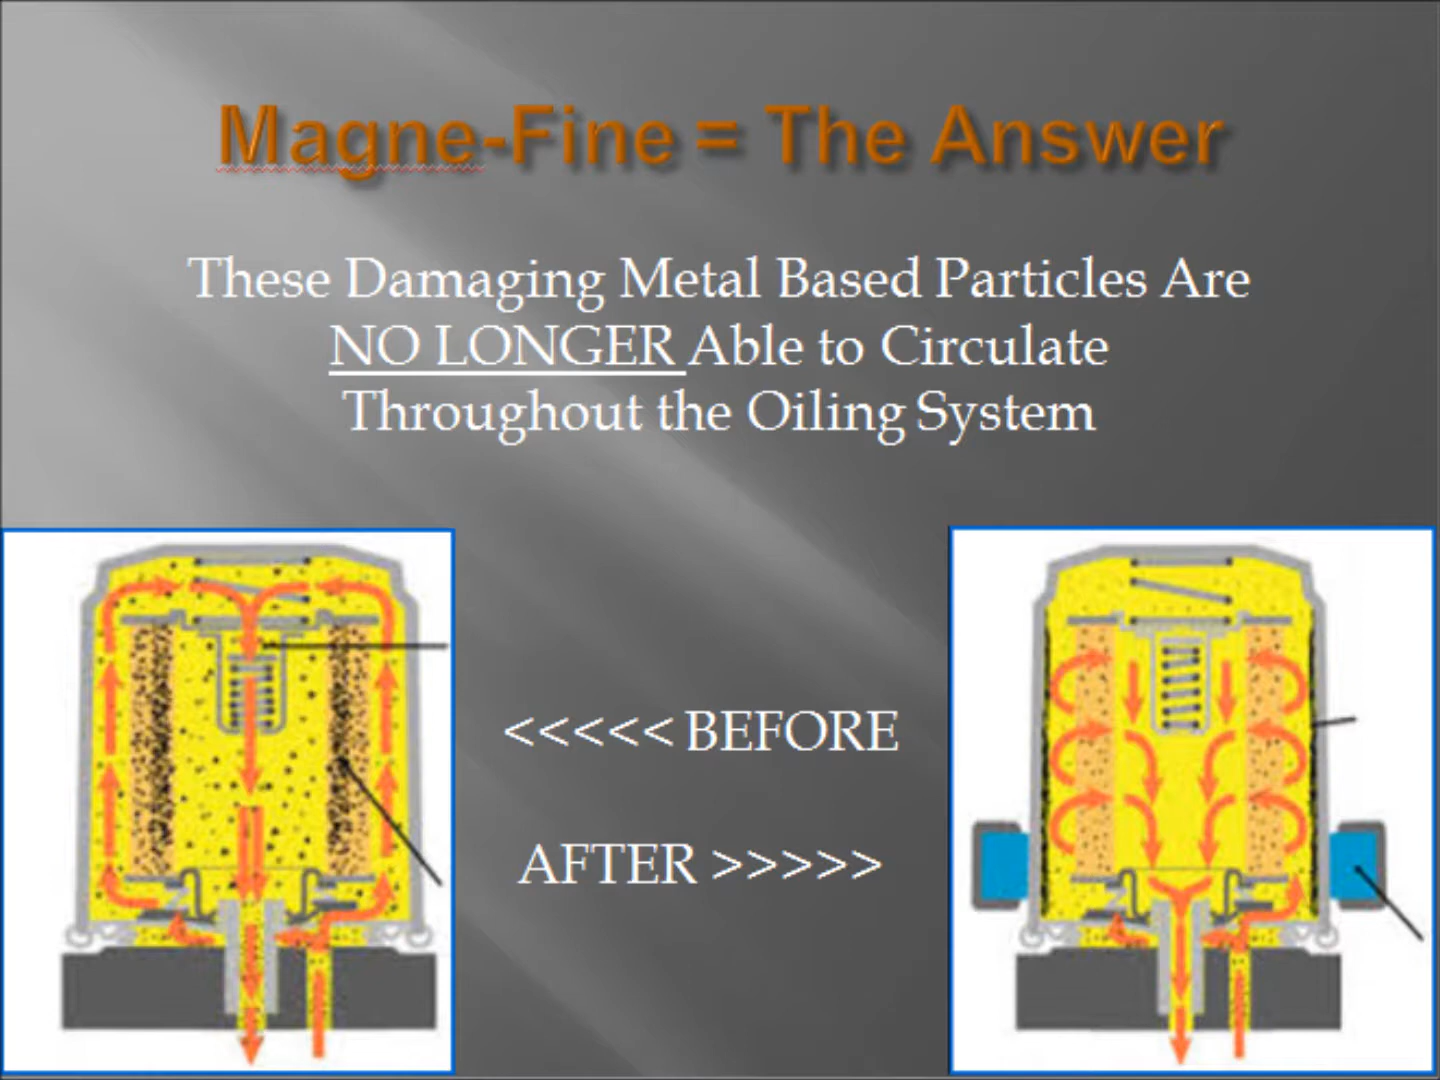 Magne-Fine = The Answer
These Damaging Metal Based Particles Are
NO LONGER Able to Circulate
Throughout the Oiling System
<<<<< BEFORE
AFTER >>>>>